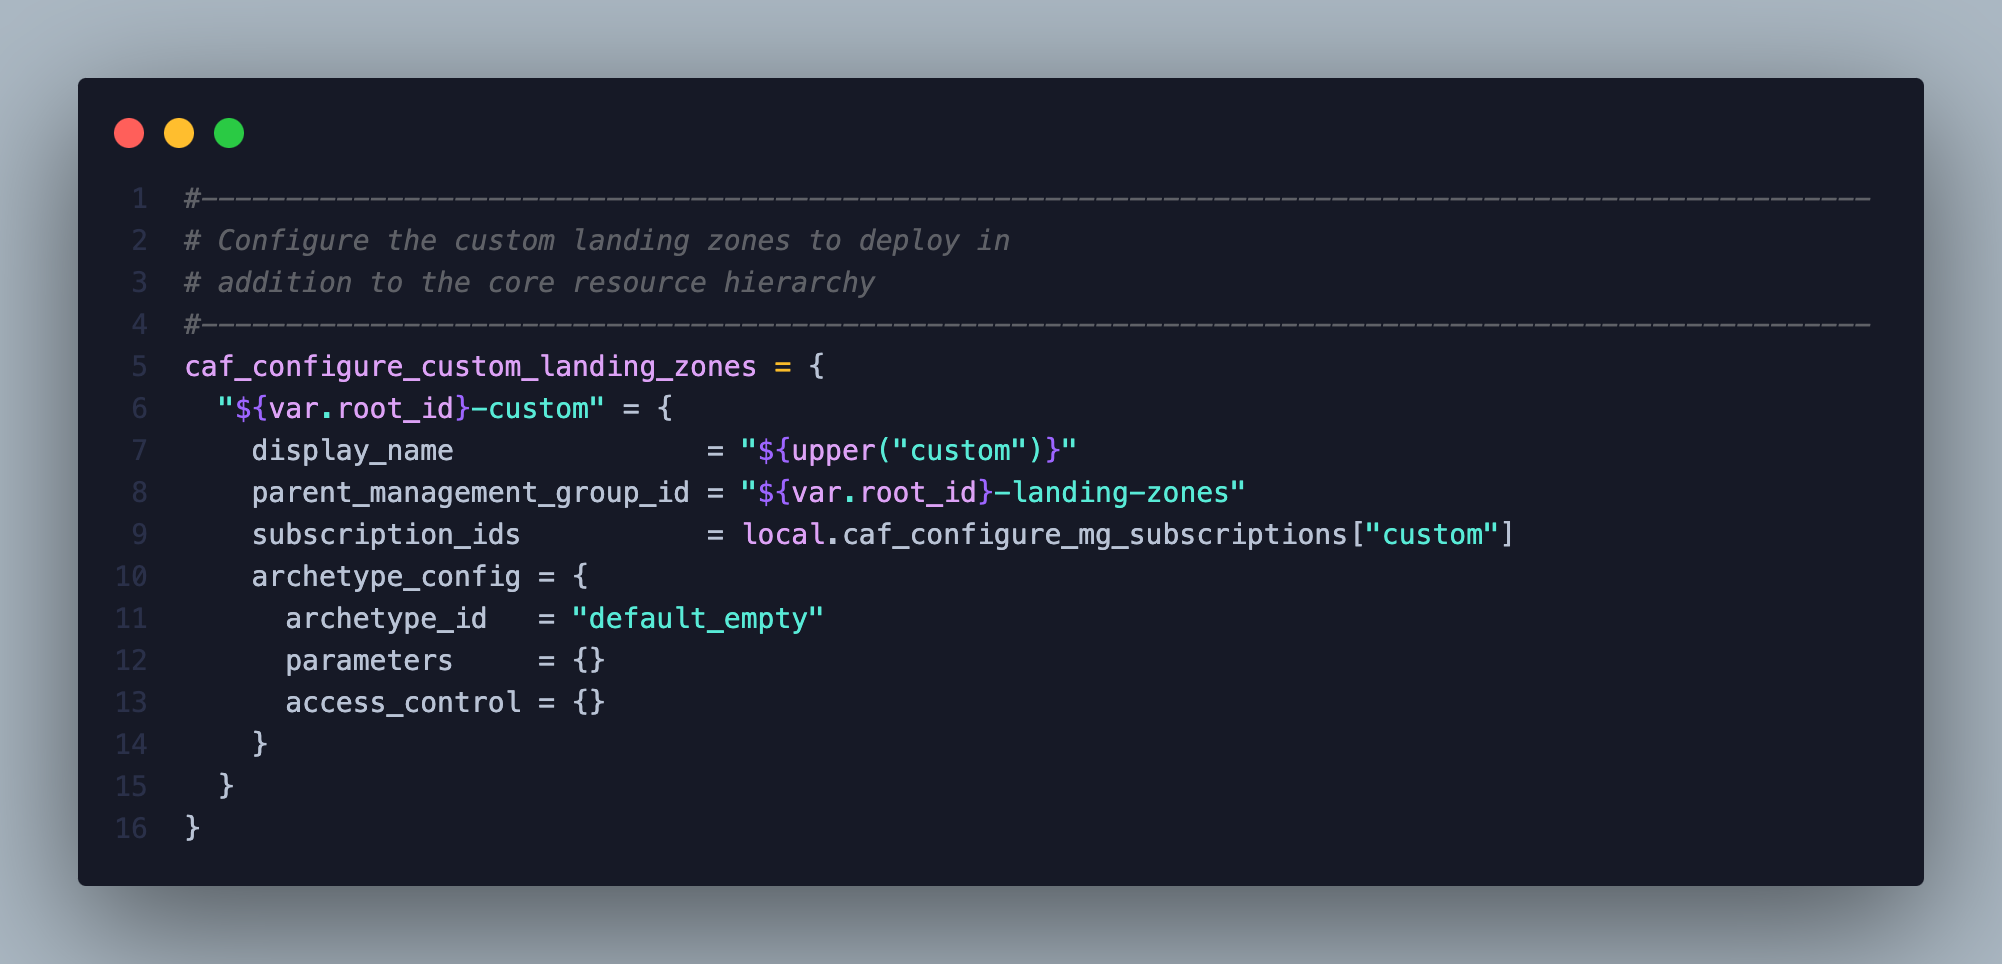 1 #---------------------------------------------------------------------------------------------------
2 # Configure the custom landing zones to deploy in
3 # addition to the core resource hierarchy
4 #---------------------------------------------------------------------------------------------------
5 caf_configure_custom_landing_zones = {
6   "${var.root_id}-custom" = {
7     display_name               = "${upper("custom")}"
8     parent_management_group_id = "${var.root_id}-landing-zones"
9     subscription_ids           = local.caf_configure_mg_subscriptions["custom"]
10     archetype_config = {
11       archetype_id   = "default_empty"
12       parameters     = {}
13       access_control = {}
14     }
15   }
16 }